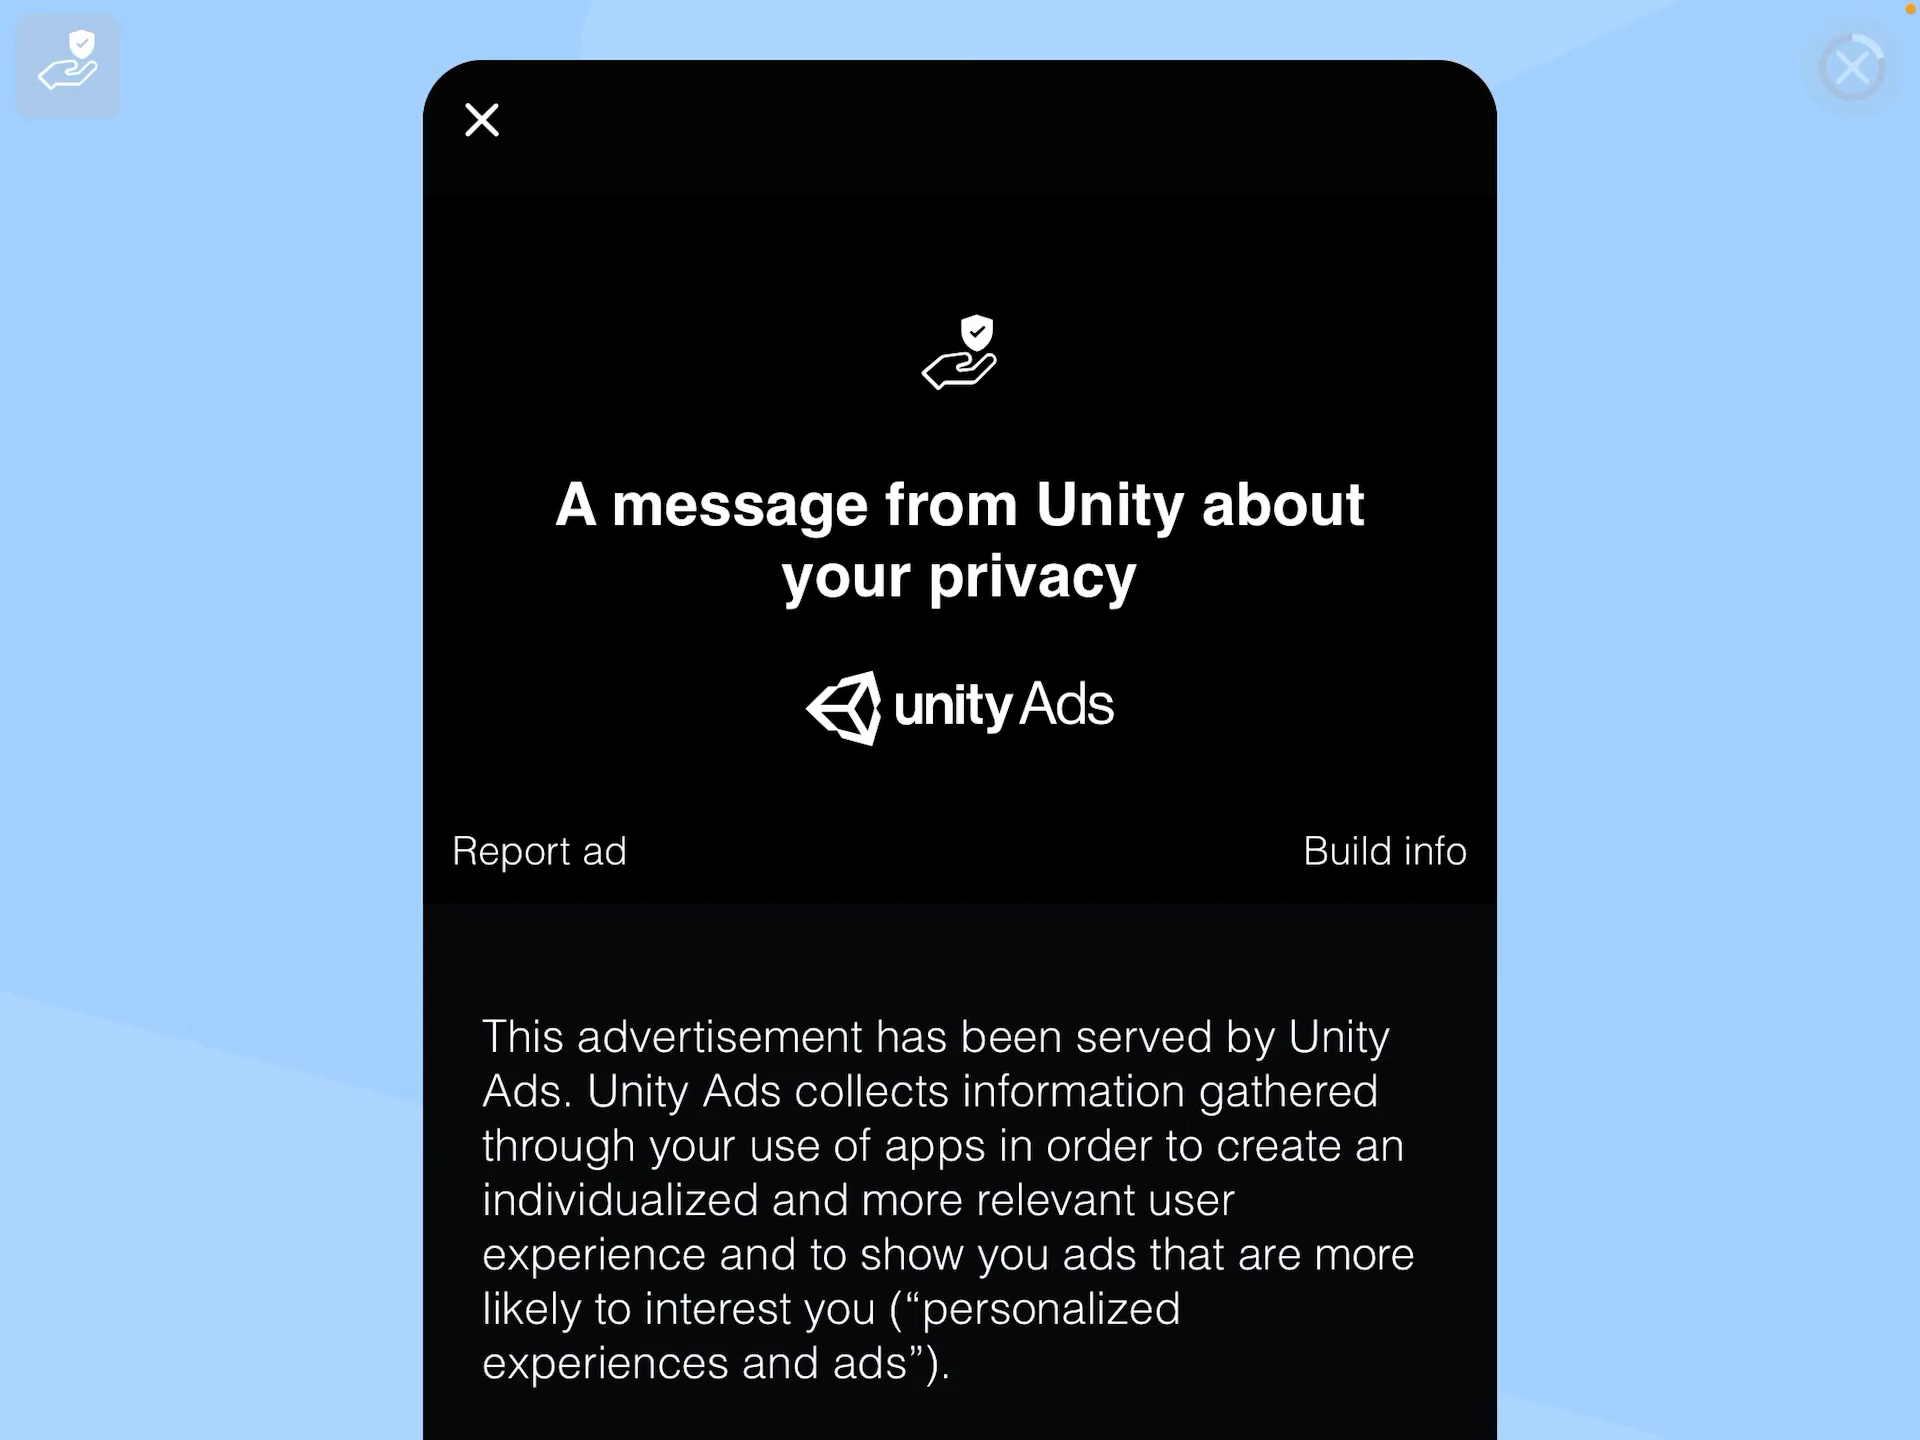 A message from Unity about
your privacy
unity Ads
Report ad
Build info
This advertisement has been served by Unity
Ads. Unity Ads collects information gathered
through your use of apps in order to create an
individualized and more relevant user
experience and to show you ads that are more
likely to interest you (“personalized
experiences and ads”).